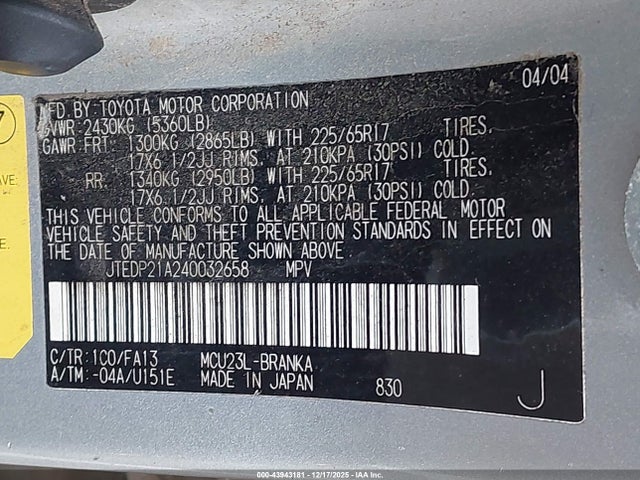 04/04
MFD. BY: TOYOTA MOTOR CORPORATION
GVWR: 2430KG (5360LB)
GAWR FRT: 1300KG (2865LB) WITH 225/65R17 TIRES.
17X6 1/2JJ RIMS. AT 210KPA (30PSI) COLD.
RR: 1340KG (2950LB) WITH 225/65R17 TIRES.
17X6 1/2JJ RIMS. AT 210KPA (30PSI) COLD.
THIS VEHICLE CONFORMS TO ALL APPLICABLE FEDERAL MOTOR
VEHICLE SAFETY AND THEFT PREVENTION STANDARDS IN EFFECT ON
THE DATE OF MANUFACTURE SHOWN ABOVE.
JTEDP21A240032658 MPV
C/TR: 1C0/FA13 MCU23L-BRANKA
A/TM: -04A/U151E MADE IN JAPAN 830 J
7
AVE:
E.
000-43943181 - 12/17/2025 - IAA Inc.